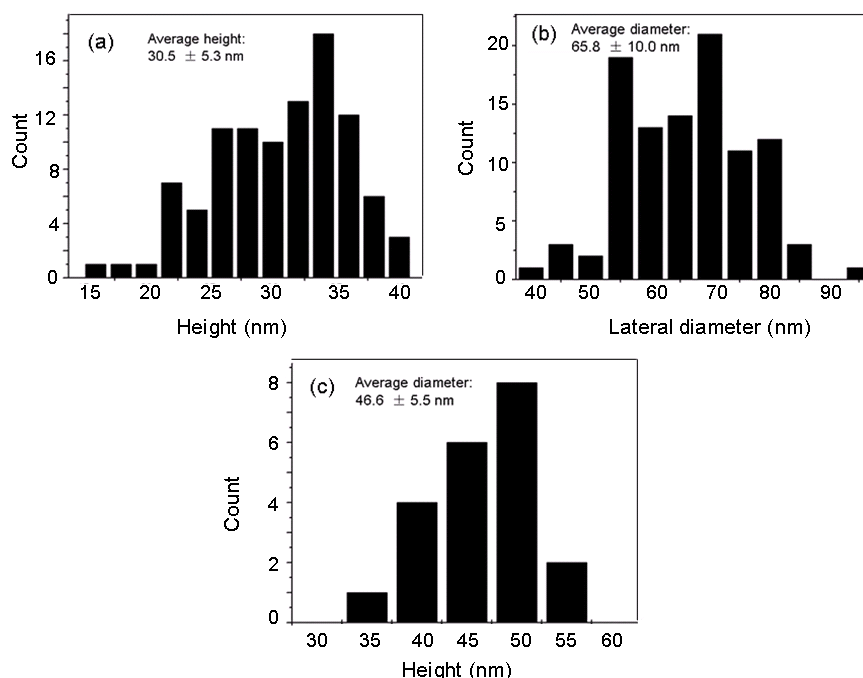 (a)
Average height:
30.5 ± 5.3 nm
16
12
8
4
0
Count
15 20 25 30 35 40
Height (nm)
(b)
Average diameter:
65.8 ± 10.0 nm
20
15
10
5
0
Count
40 50 60 70 80 90
Lateral diameter (nm)
(c)
Average diameter:
46.6 ± 5.5 nm
8
6
4
2
0
Count
30 35 40 45 50 55 60
Height (nm)